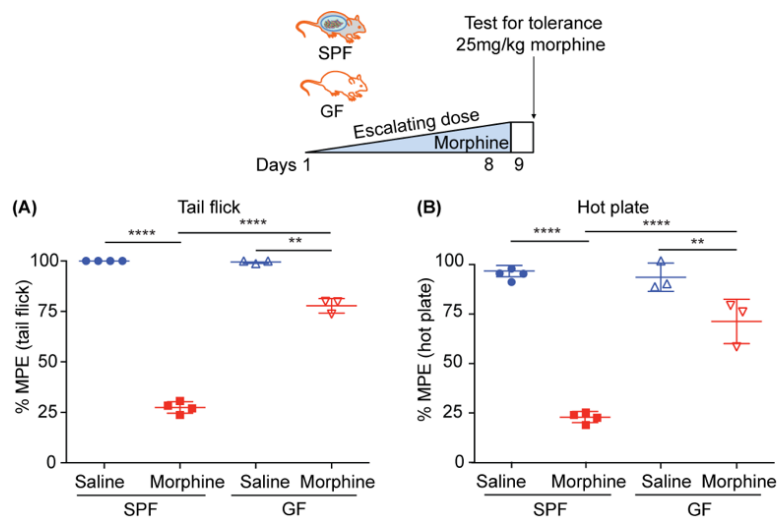 Test for tolerance
25mg/kg morphine
SPF
GF
Escalating dose
Morphine
Days 1 8 9
(A) Tail flick
**** **** **
% MPE (tail flick)
100
75
50
25
0
Saline Morphine Saline Morphine
SPF GF
(B) Hot plate
**** **** **
% MPE (hot plate)
100
75
50
25
0
Saline Morphine Saline Morphine
SPF GF